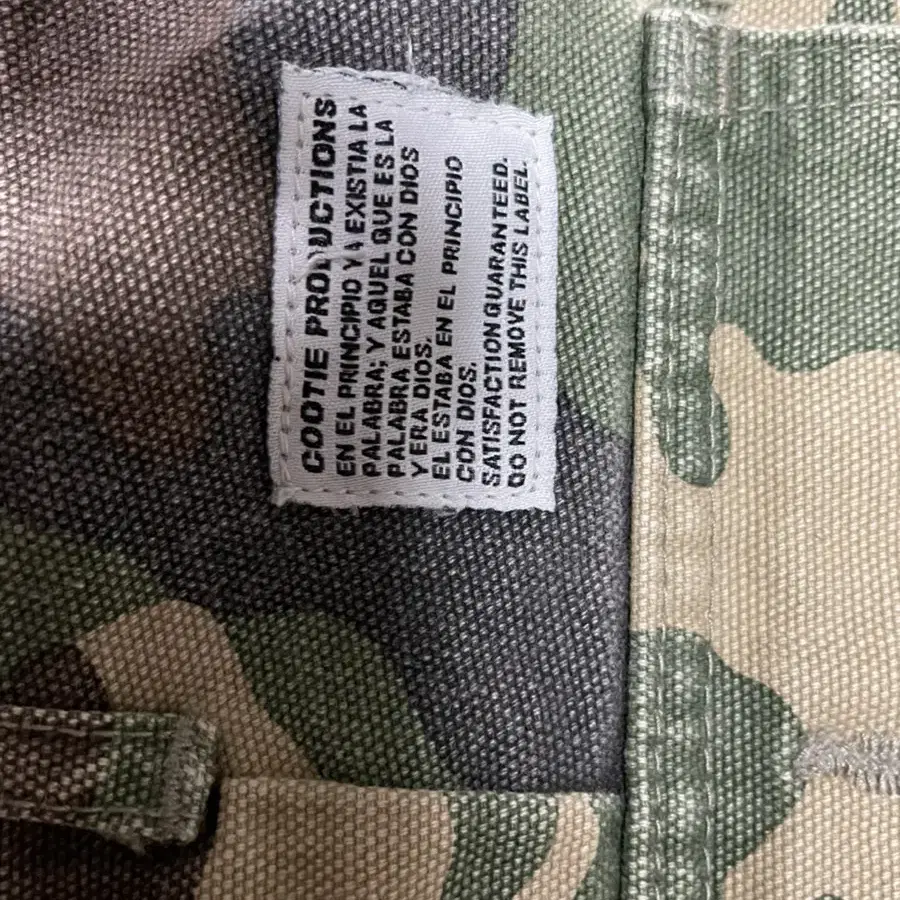 COOTIE PRODUCTIONS
EN EL PRINCIPIO YA EXISTIA LA
PALABRA; Y AQUEL QUE ES LA
PALABRA ESTABA CON DIOS
Y ERA DIOS.
EL ESTABA EN EL PRINCIPIO
CON DIOS.
SATISFACTION GUARANTEED.
DO NOT REMOVE THIS LABEL.